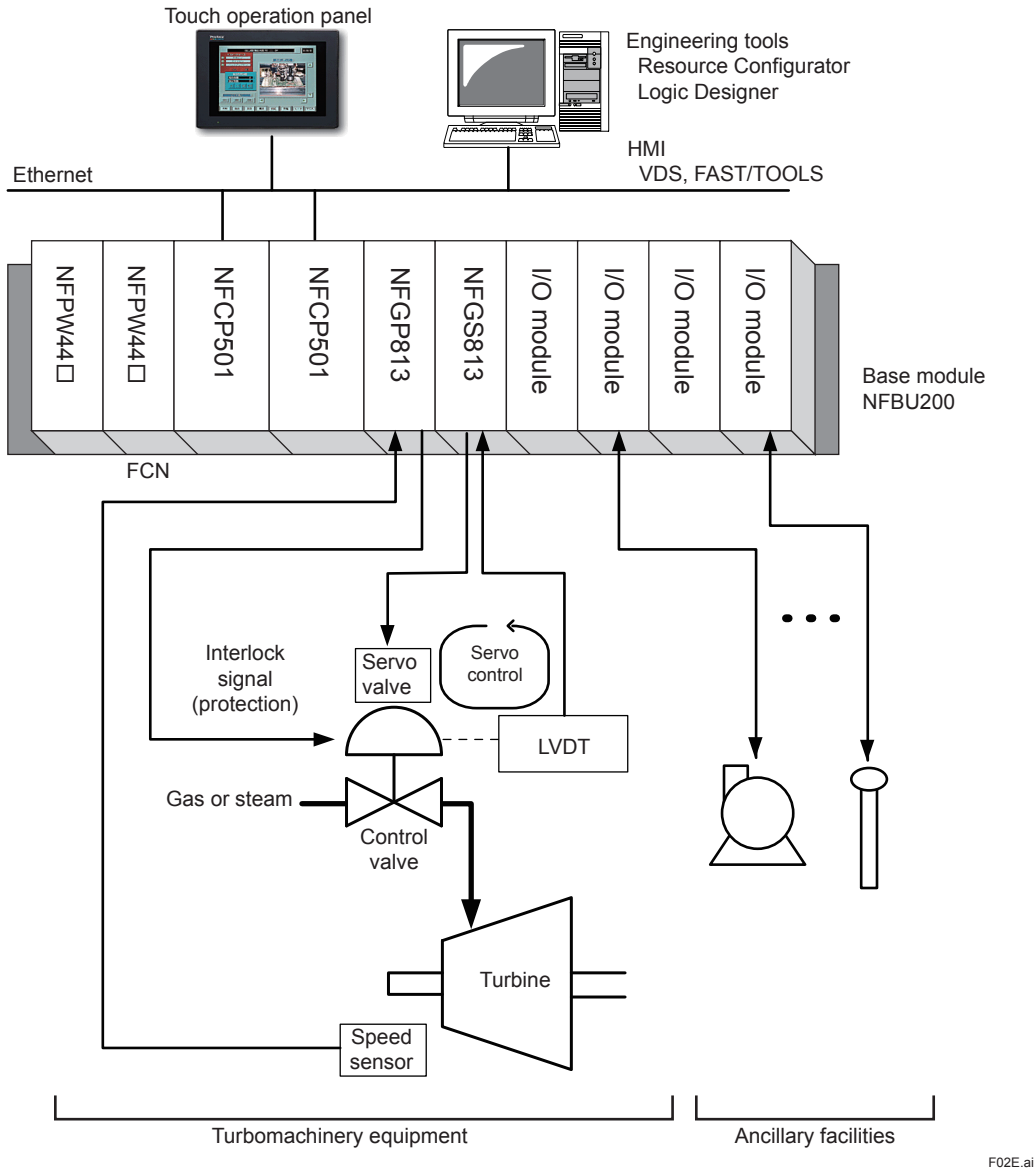 Touch operation panel
Engineering tools
Resource Configurator
Logic Designer
HMI
VDS, FAST/TOOLS
Ethernet
NFPW44□
NFPW44□
NFCP501
NFCP501
NFGP813
NFGS813
I/O module
I/O module
I/O module
I/O module
Base module
NFBU200
FCN
Interlock
signal
(protection)
Servo
valve
Servo
control
LVDT
Gas or steam
Control
valve
Turbine
Speed
sensor
Turbomachinery equipment
Ancillary facilities
F02E.ai